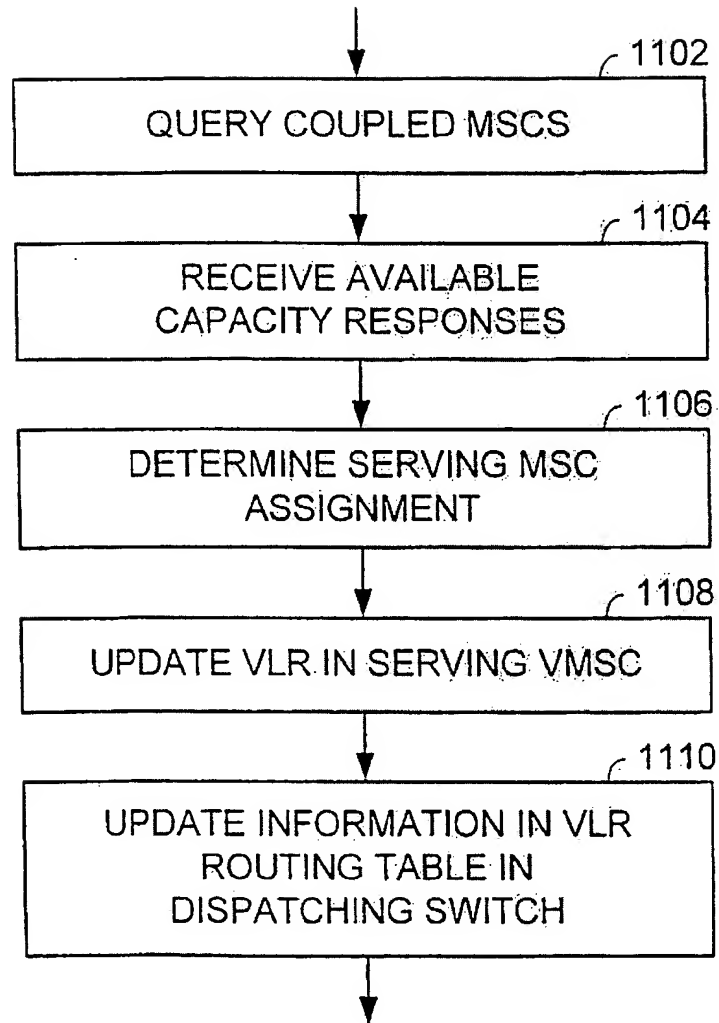 1102
QUERY COUPLED MSCS
1104
RECEIVE AVAILABLE
CAPACITY RESPONSES
1106
DETERMINE SERVING MSC
ASSIGNMENT
1108
UPDATE VLR IN SERVING VMSC
1110
UPDATE INFORMATION IN VLR
ROUTING TABLE IN
DISPATCHING SWITCH